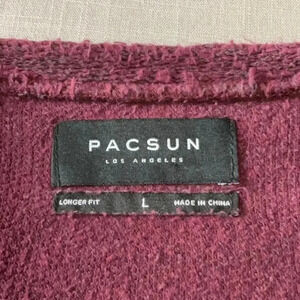 PACSUN
LOS ANGELES
LONGER FIT L MADE IN CHINA